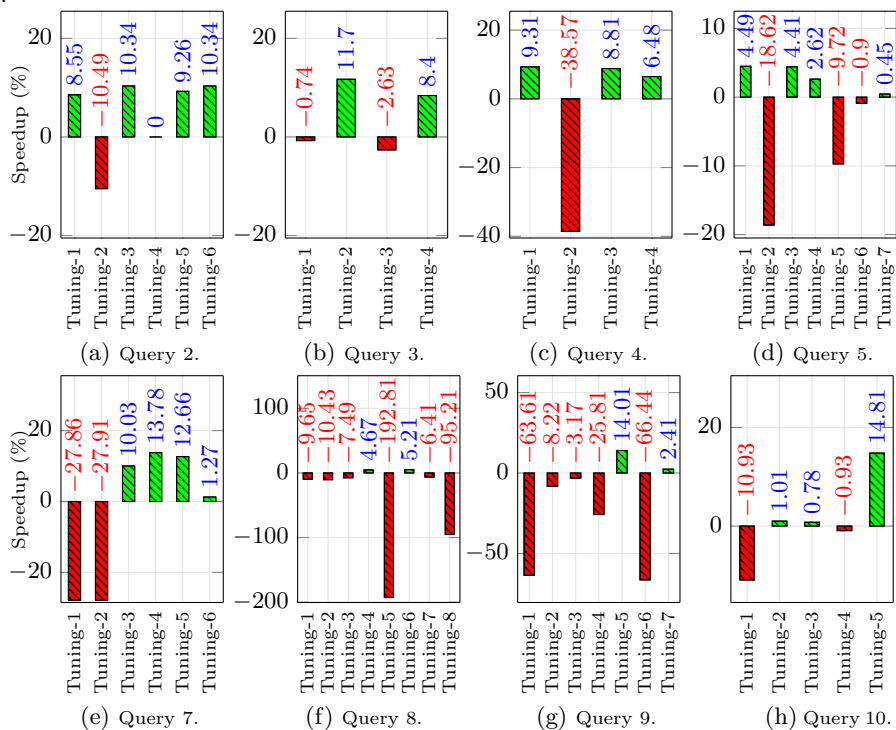 Speedup (%)
20
0
−20
8.55
−10.49
10.34
0
9.26
10.34
Tuning-1
Tuning-2
Tuning-3
Tuning-4
Tuning-5
Tuning-6
(a) Query 2.
20
0
−20
−0.74
11.7
−2.63
8.4
Tuning-1
Tuning-2
Tuning-3
Tuning-4
(b) Query 3.
20
0
−20
−40
9.31
−38.57
8.81
6.48
Tuning-1
Tuning-2
Tuning-3
Tuning-4
(c) Query 4.
10
0
−10
−20
4.49
−18.62
4.41
2.62
−9.72
−0.9
0.45
Tuning-1
Tuning-2
Tuning-3
Tuning-4
Tuning-5
Tuning-6
Tuning-7
(d) Query 5.
Speedup (%)
20
0
−20
−27.86
−27.91
10.03
13.78
12.66
1.27
Tuning-1
Tuning-2
Tuning-3
Tuning-4
Tuning-5
Tuning-6
(e) Query 7.
100
0
−100
−200
−9.65
−10.43
−7.49
4.67
−192.81
5.21
−6.41
−95.21
Tuning-1
Tuning-2
Tuning-3
Tuning-4
Tuning-5
Tuning-6
Tuning-7
Tuning-8
(f) Query 8.
50
0
−50
−63.61
−8.22
−3.17
−25.81
14.01
−66.44
2.41
Tuning-1
Tuning-2
Tuning-3
Tuning-4
Tuning-5
Tuning-6
Tuning-7
(g) Query 9.
20
0
−10.93
1.01
0.78
−0.93
14.81
Tuning-1
Tuning-2
Tuning-3
Tuning-4
Tuning-5
(h) Query 10.